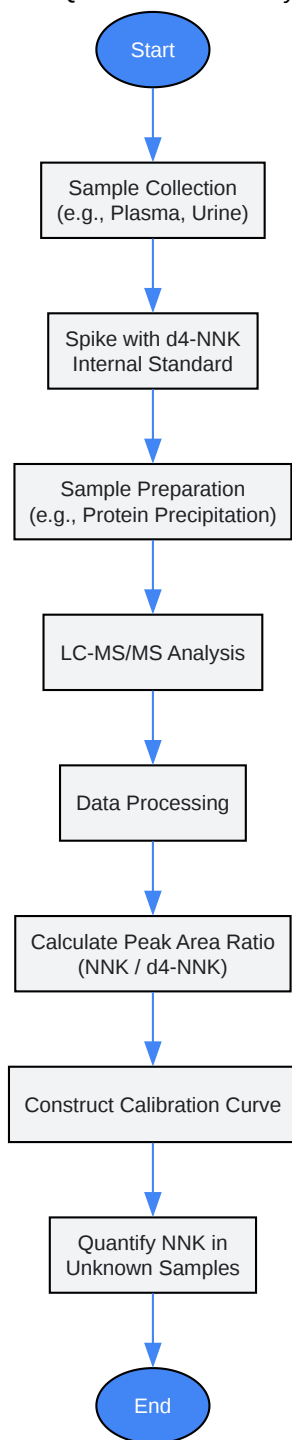 Start
Sample Collection
(e.g., Plasma, Urine)
Spike with d4-NNK
Internal Standard
Sample Preparation
(e.g., Protein Precipitation)
LC-MS/MS Analysis
Data Processing
Calculate Peak Area Ratio
(NNK / d4-NNK)
Construct Calibration Curve
Quantify NNK in
Unknown Samples
End